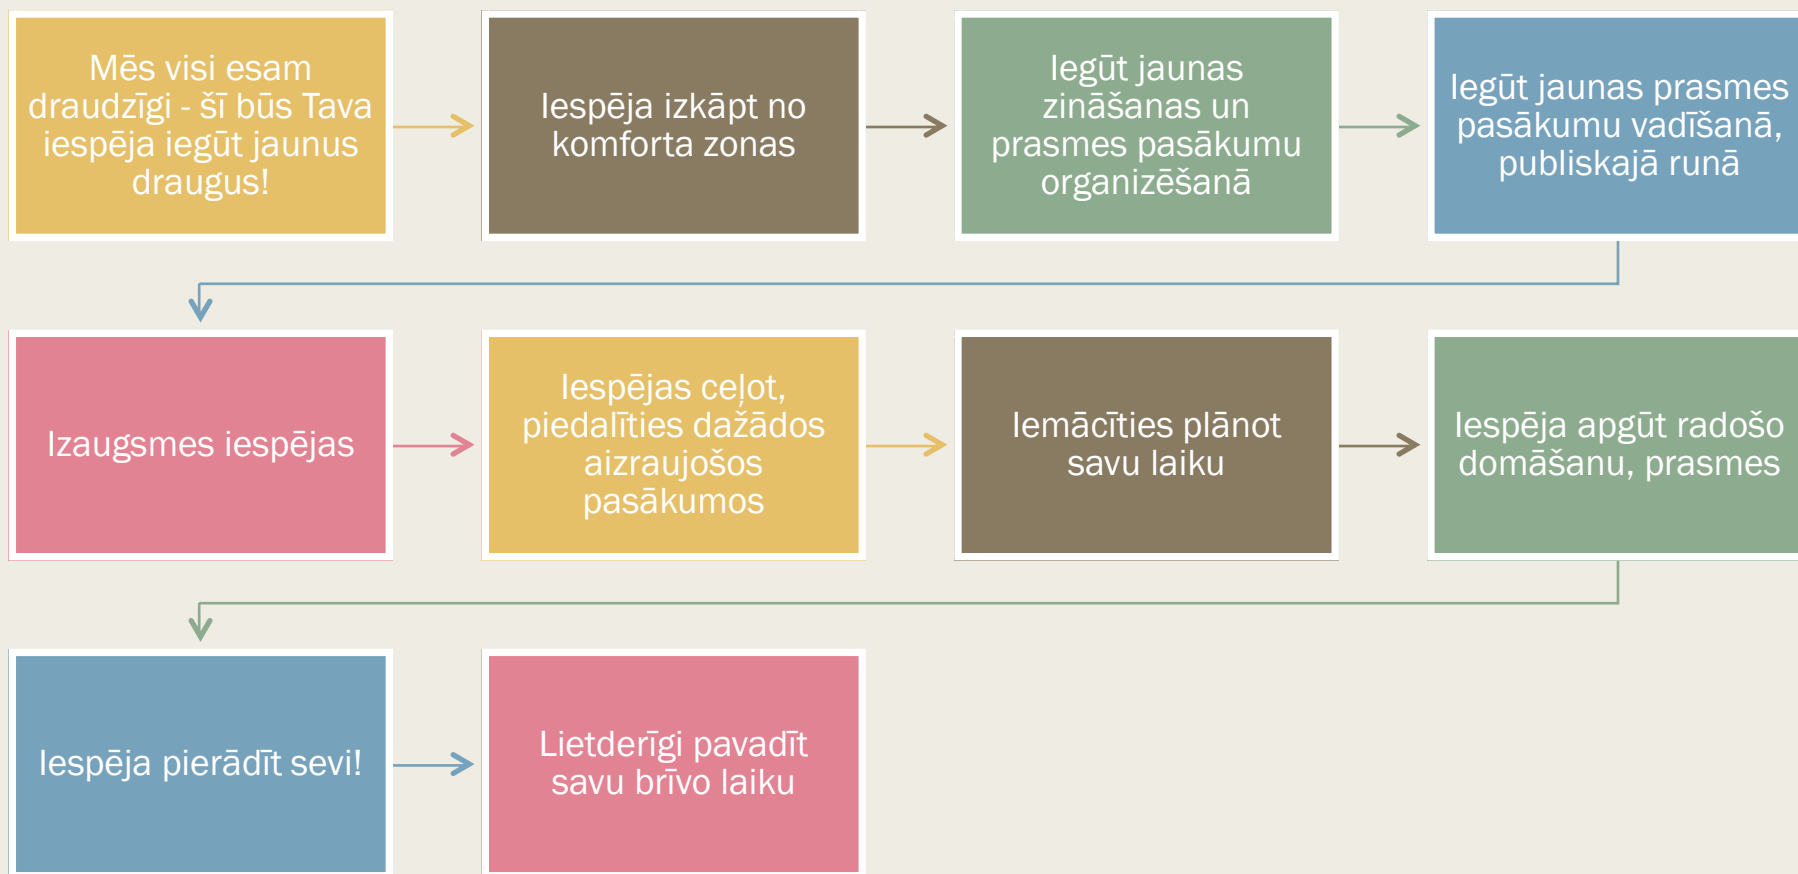 Mēs visi esam
draudzīgi - šī būs Tava
iespēja iegūt jaunus
draugus!
Iespēja izkāpt no
komforta zonas
Iegūt jaunas
zināšanas un
prasmes pasākumu
organizēšanā
Iegūt jaunas prasmes
pasākumu vadīšanā,
publiskajā runā
Izaugsmes iespējas
Iespējas ceļot,
piedalīties dažādos
aizraujošos
pasākumos
Iemācīties plānot
savu laiku
Iespēja apgūt radošo
domāšanu, prasmes
Iespēja pierādīt sevi!
Lietderīgi pavadīt
savu brīvo laiku